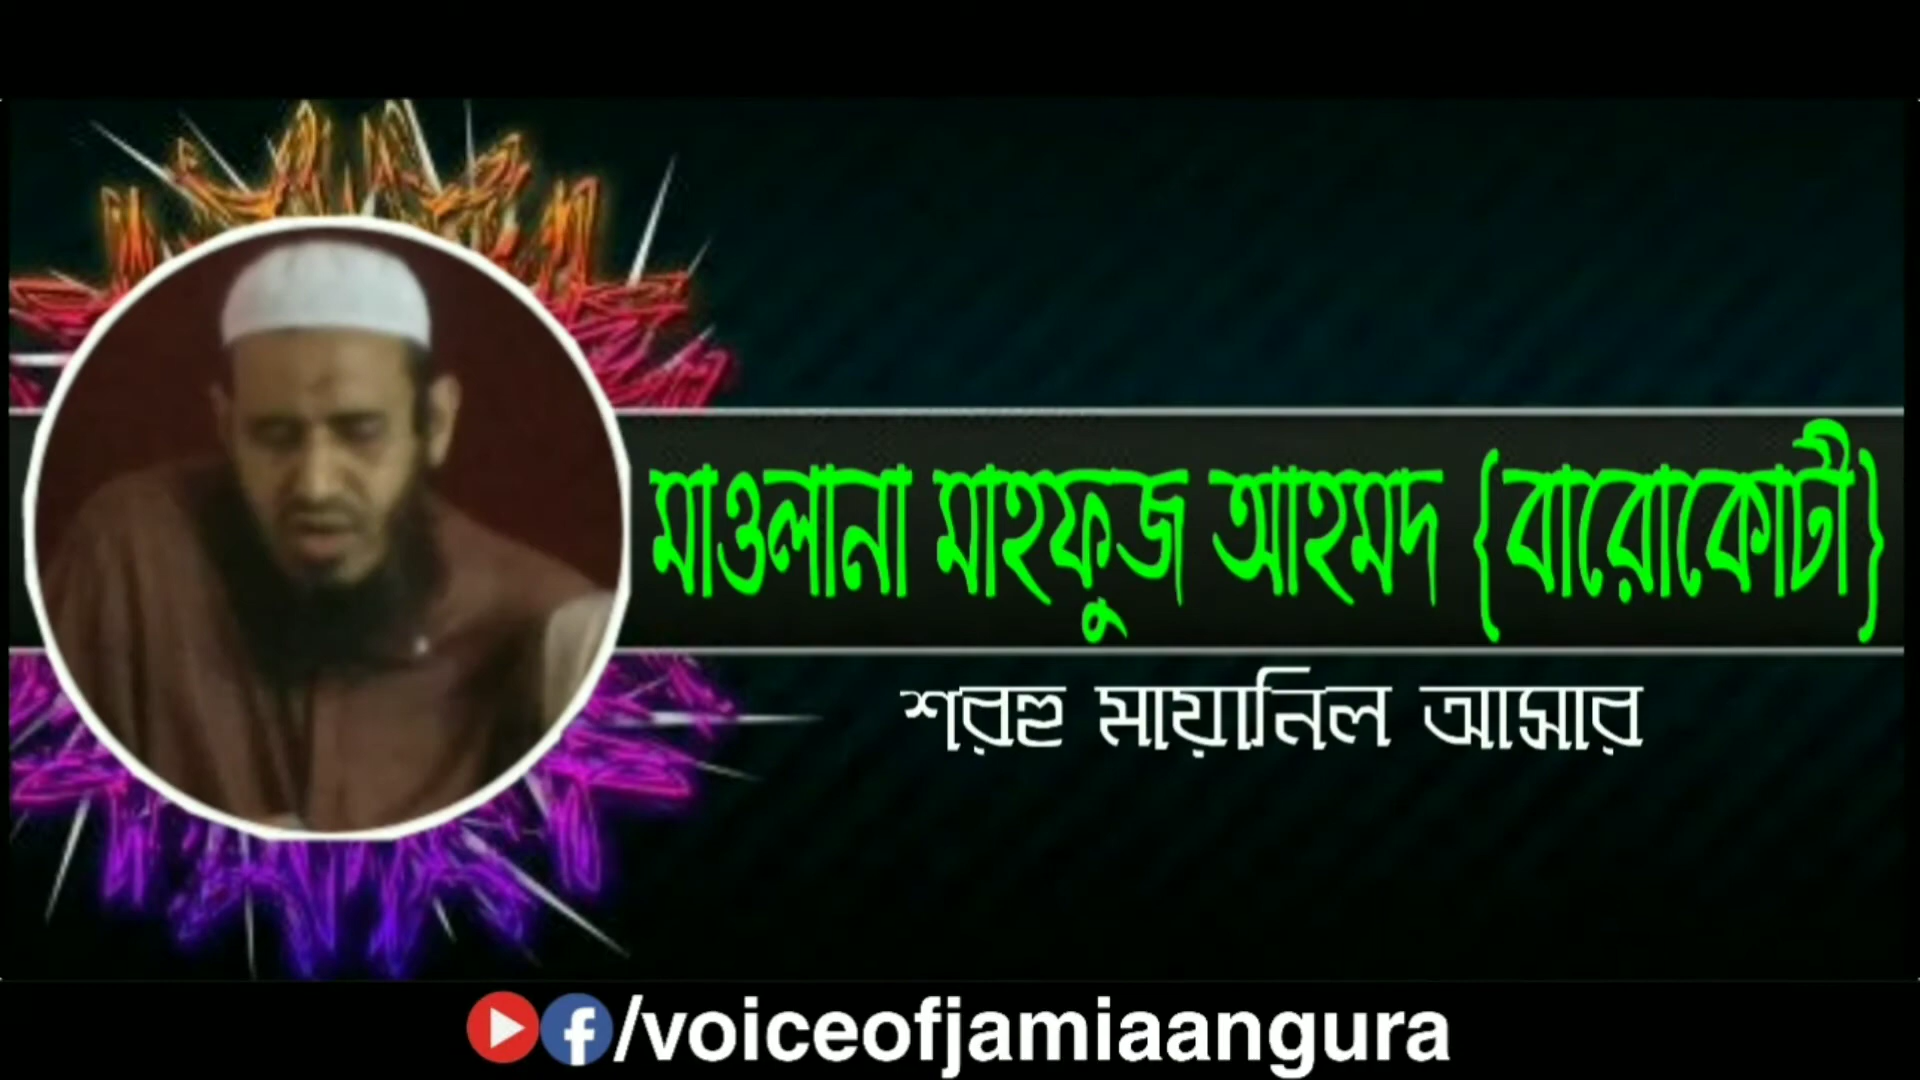 মাওলানা মাহফুজ আহমদ {বারোকোটী}
শরহু মায়ানিল আসার
/voiceofjamiaangura